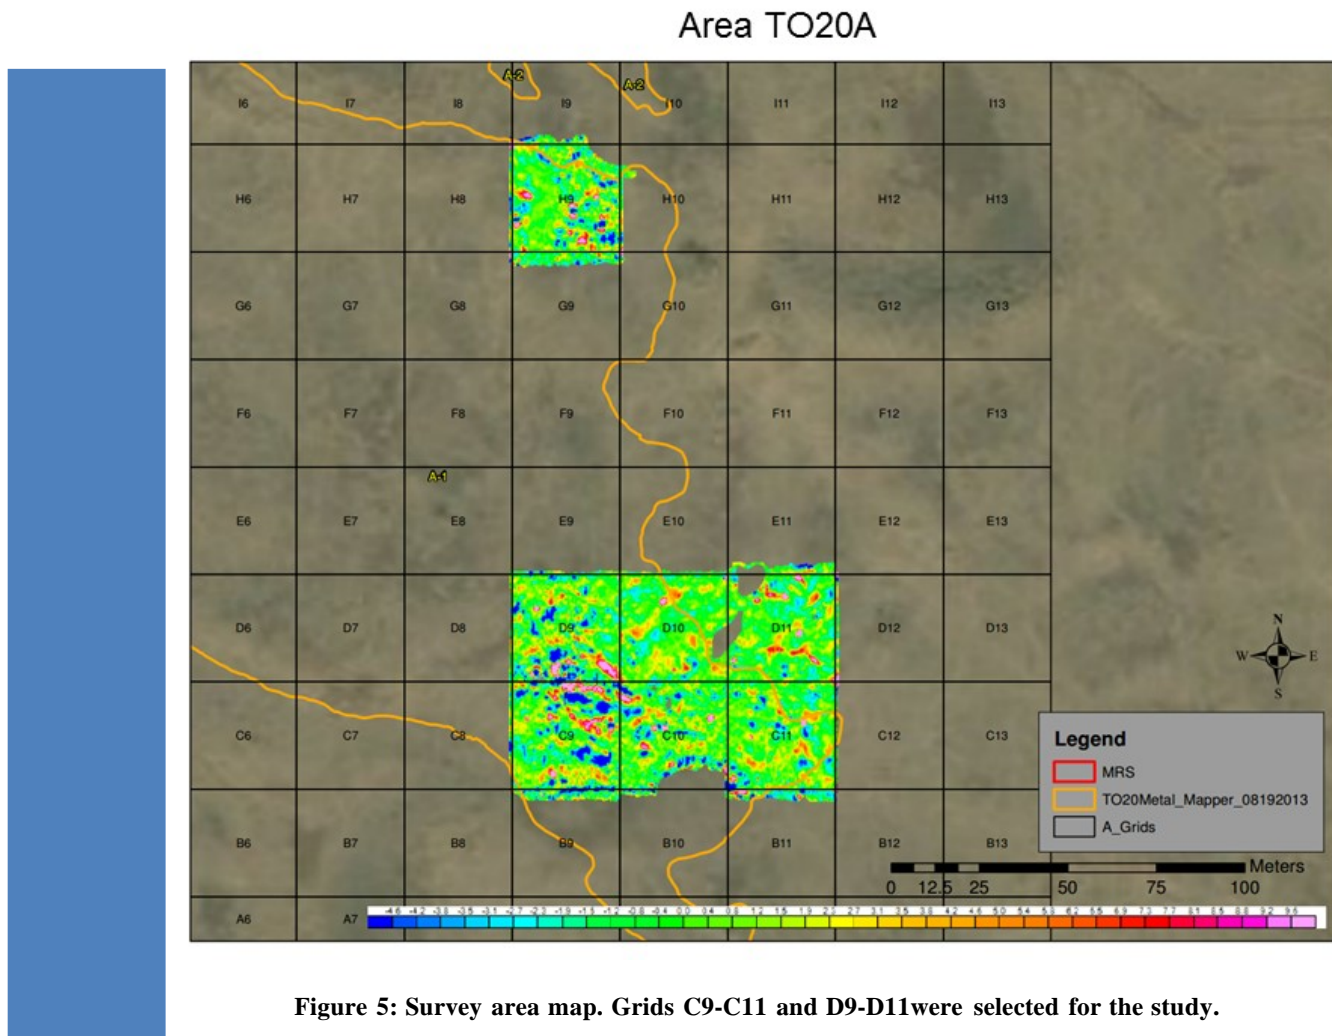 Area TO20A
A-2
A-2
I6 I7 I8 I9 I10 I11 I12 I13
H6 H7 H8 H9 H10 H11 H12 H13
G6 G7 G8 G9 G10 G11 G12 G13
F6 F7 F8 F9 F10 F11 F12 F13
A-1
E6 E7 E8 E9 E10 E11 E12 E13
D6 D7 D8 D9 D10 D11 D12 D13
N
W E
S
C6 C7 C8 C9 C10 C11 C12 C13
Legend
MRS
TO20Metal_Mapper_08192013
A_Grids
B6 B7 B8 B9 B10 B11 B12 B13
Meters
0 12.5 25 50 75 100
A6 A7
Figure 5: Survey area map. Grids C9-C11 and D9-D11were selected for the study.